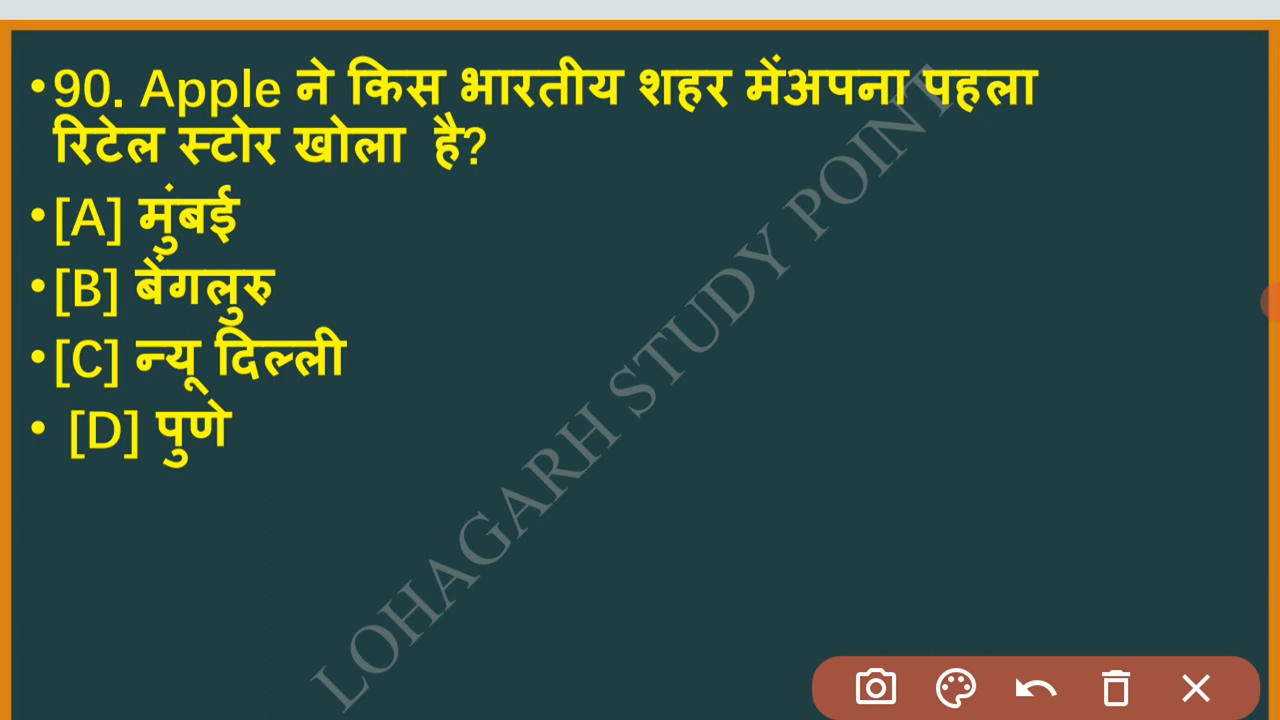 •90. Apple ने किस भारतीय शहर मेंअपना पहला
रिटेल स्टोर खोला है?
•[A] मुंबई
•[B] बेंगलुरु
•[C] न्यू दिल्ली
• [D] पुणे
LOHAGARH STUDY POINT